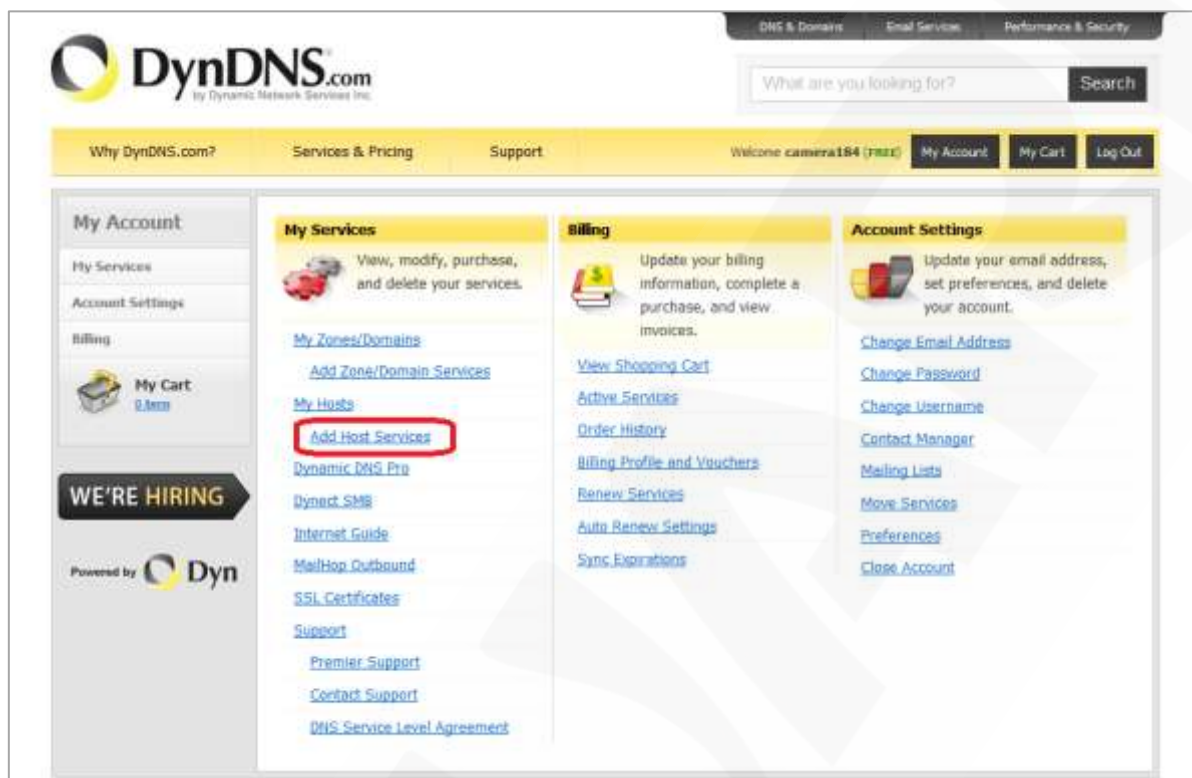 DNS & Domains Email Services Performance & Security
DynDNS.com
by Dynamic Network Services Inc.
What are you looking for? Search
Why DynDNS.com? Services & Pricing Support Welcome camera184 (FREE) My Account My Cart Log Out
My Account
My Services
Account Settings
Billing
My Cart
0 item
WE'RE HIRING
Powered by Dyn
My Services
View, modify, purchase,
and delete your services.
My Zones/Domains
Add Zone/Domain Services
My Hosts
Add Host Services
Dynamic DNS Pro
Dynect SMB
Internet Guide
MailHop Outbound
SSL Certificates
Support
Premier Support
Contact Support
DNS Service Level Agreement
Billing
Update your billing
information, complete a
purchase, and view
invoices.
View Shopping Cart
Active Services
Order History
Billing Profile and Vouchers
Renew Services
Auto Renew Settings
Sync Expirations
Account Settings
Update your email address,
set preferences, and delete
your account.
Change Email Address
Change Password
Change Username
Contact Manager
Mailing Lists
Move Services
Preferences
Close Account